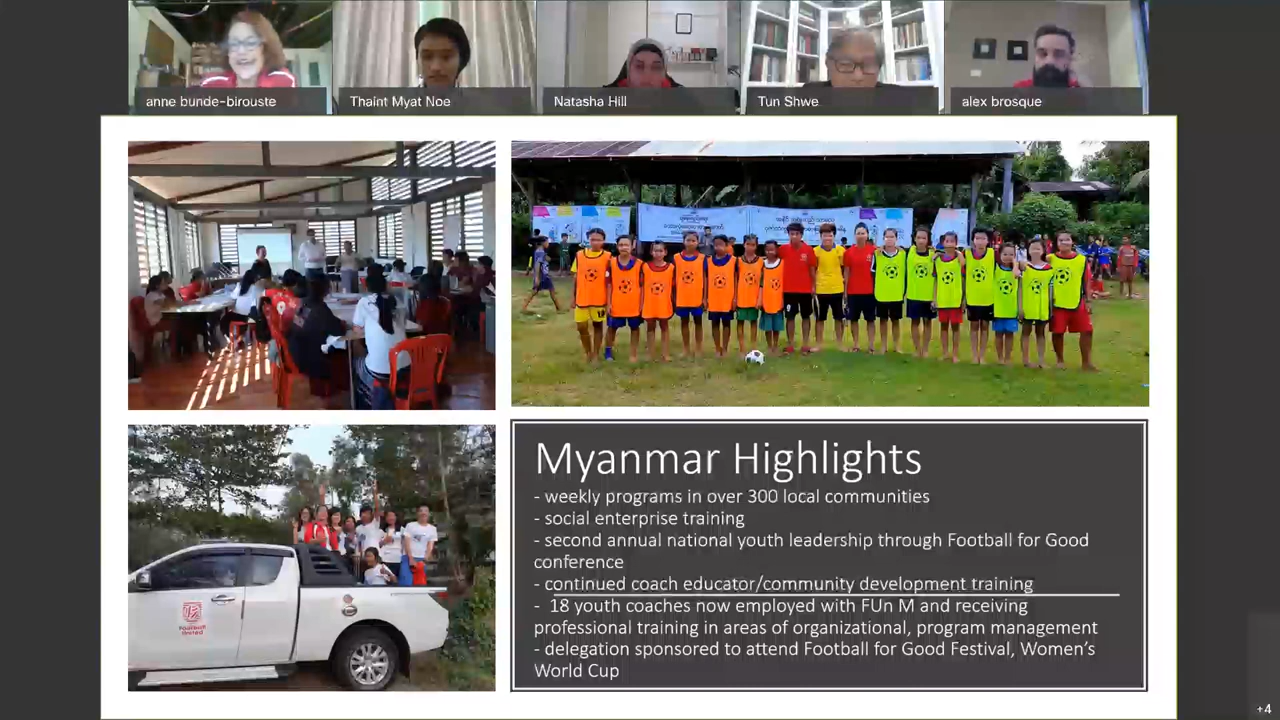 anne bunde-birouste
Thaint Myat Noe
Natasha Hill
Tun Shwe
alex brosque
Football
United
Myanmar Highlights
- weekly programs in over 300 local communities
- social enterprise training
- second annual national youth leadership through Football for Good
conference
- continued coach educator/community development training
- 18 youth coaches now employed with FUn M and receiving
professional training in areas of organizational, program management
- delegation sponsored to attend Football for Good Festival, Women's
World Cup
+4